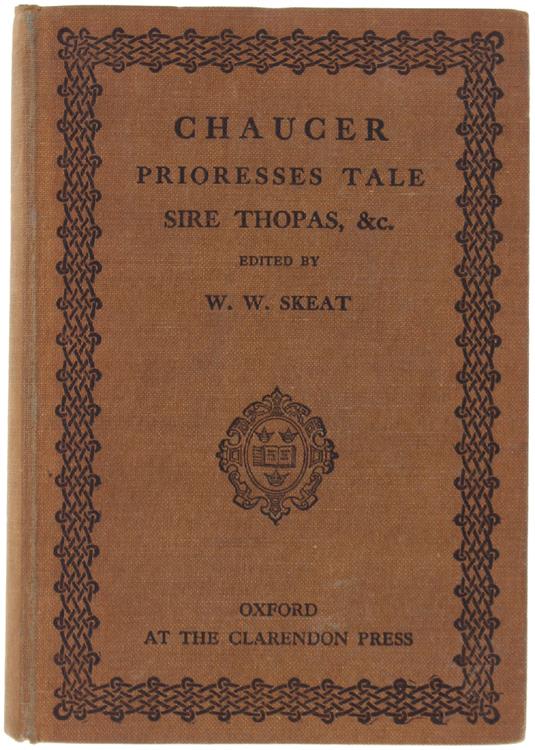 CHAUCER
PRIORESSES TALE
SIRE THOPAS, &c.
EDITED BY
W. W. SKEAT
OXFORD
AT THE CLARENDON PRESS